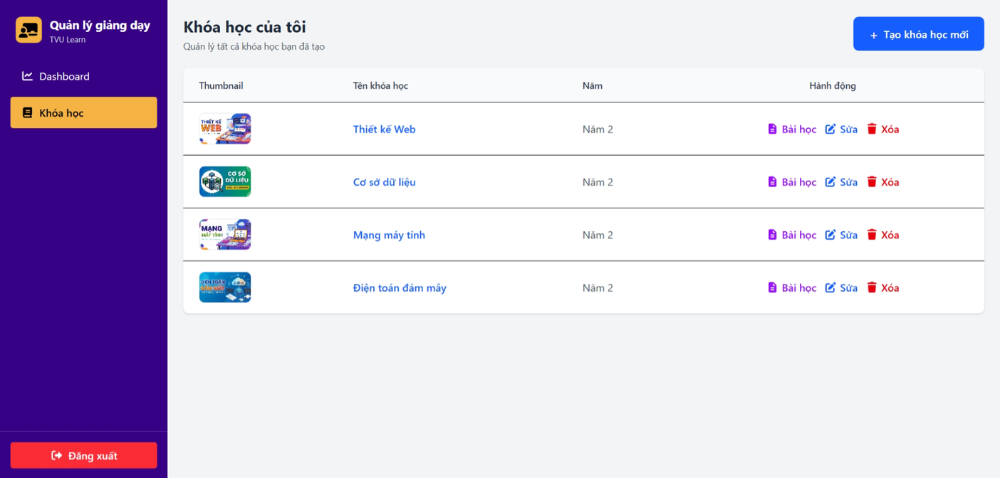 Quản lý giảng dạy
TVU Learn
Dashboard
Khóa học
Đăng xuất
Khóa học của tôi
Quản lý tất cả khóa học bạn đã tạo
+ Tạo khóa học mới
Thumbnail Tên khóa học Năm Hành động
THIẾT KẾ
WEB
Thiết kế Web Năm 2 Bài học Sửa Xóa
CƠ SỞ
DỮ LIỆU
Cơ sở dữ liệu Năm 2 Bài học Sửa Xóa
MẠNG
MÁY TÍNH
Mạng máy tính Năm 2 Bài học Sửa Xóa
ĐIỆN TOÁN
Điện toán đám mây Năm 2 Bài học Sửa Xóa